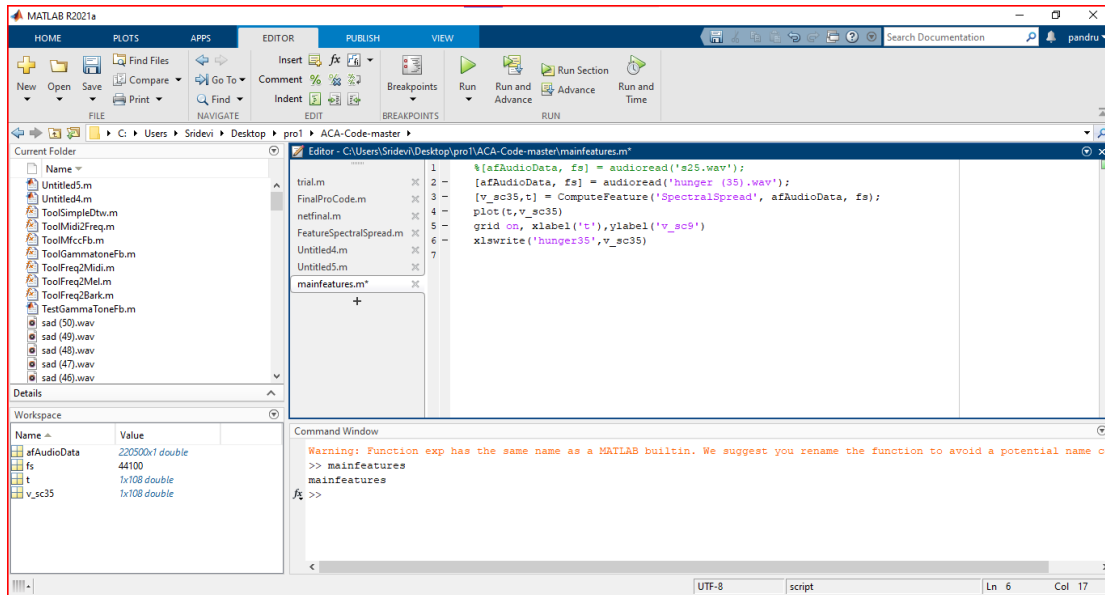 MATLAB R2021a
HOME PLOTS APPS EDITOR PUBLISH VIEW Search Documentation pandru
New Open Save Find Files Compare Print Go To Find Insert fx Comment % Indent Breakpoints Run Run and Advance Run Section Advance Run and Time
FILE NAVIGATE EDIT BREAKPOINTS RUN
C: Users Sridevi Desktop pro1 ACA-Code-master
Current Folder
Name
Untitled5.m
Untitled4.m
ToolSimpleDtw.m
ToolMidi2Freq.m
ToolMfccFb.m
ToolGammatoneFb.m
ToolFreq2Midi.m
ToolFreq2Mel.m
ToolFreq2Bark.m
TestGammaToneFb.m
sad (50).wav
sad (49).wav
sad (48).wav
sad (47).wav
sad (46).wav
Details
Workspace
Name Value
afAudioData 220500x1 double
fs 44100
t 1x108 double
v_sc35 1x108 double
Editor - C:\Users\Sridevi\Desktop\pro1\ACA-Code-master\mainfeatures.m*
trial.m
FinalProCode.m
netfinal.m
FeatureSpectralSpread.m
Untitled4.m
Untitled5.m
mainfeatures.m*
+
1 %[afAudioData, fs] = audioread('s25.wav');
2 - [afAudioData, fs] = audioread('hunger (35).wav');
3 - [v_sc35,t] = ComputeFeature('SpectralSpread', afAudioData, fs);
4 - plot(t,v_sc35)
5 - grid on, xlabel('t'),ylabel('v_sc9')
6 - xlswrite('hunger35',v_sc35)
7
Command Window
Warning: Function exp has the same name as a MATLAB builtin. We suggest you rename the function to avoid a potential name c
>> mainfeatures
mainfeatures
fx >>
UTF-8 script Ln 6 Col 17